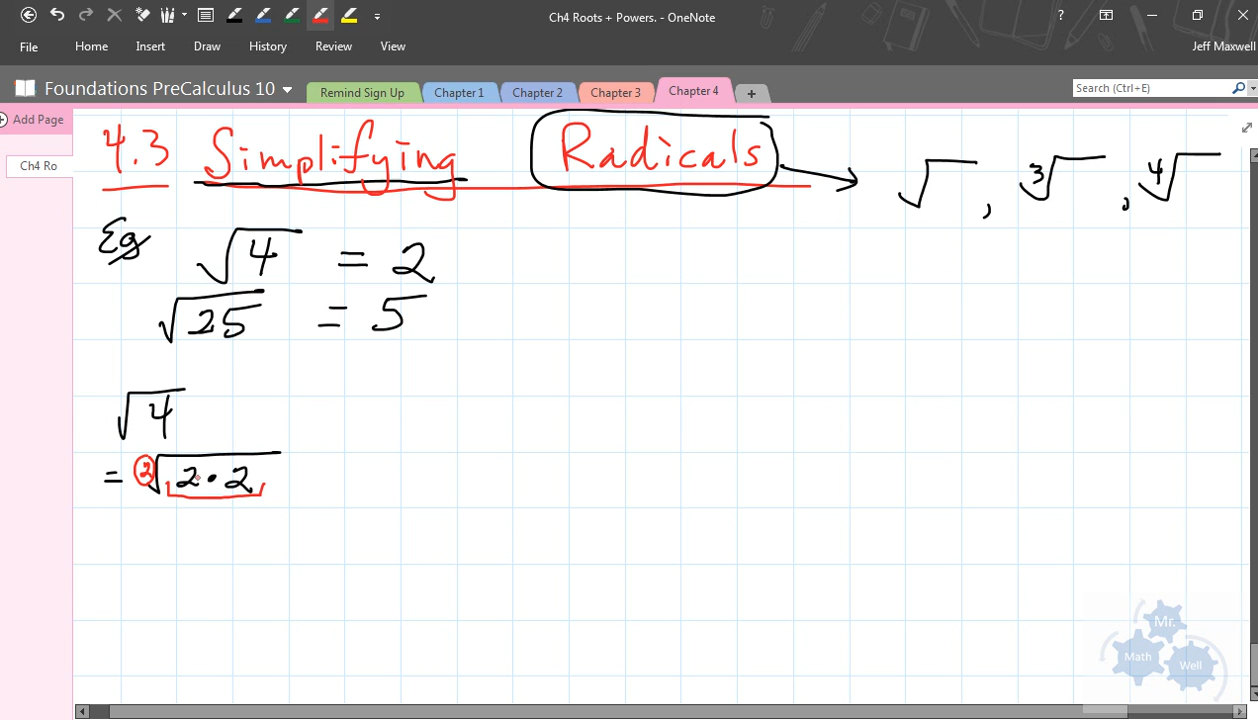 Ch4 Roots + Powers. - OneNote
?
File Home Insert Draw History Review View
Jeff Maxwell
Foundations PreCalculus 10
Remind Sign Up Chapter 1 Chapter 2 Chapter 3 Chapter 4 +
Search (Ctrl+E)
Add Page
Ch4 Ro
4.3 Simplifying Radicals → √ , ∛ , ∜
Eg √4 = 2
√25 = 5
√4
= ²√2·2
Mr.
Math Well